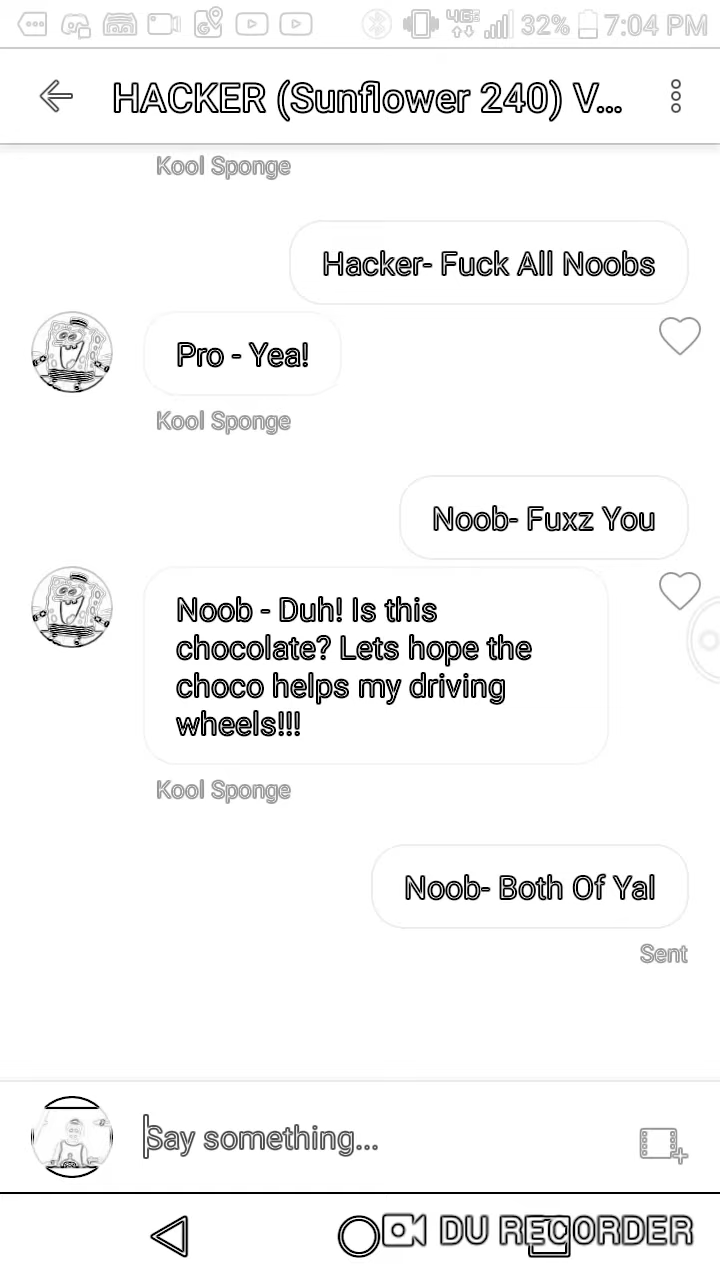 4G 32% 7:04 PM
HACKER (Sunflower 240) V...
Kool Sponge
Hacker- Fuck All Noobs
Pro - Yea!
Kool Sponge
Noob- Fuxz You
Noob - Duh! Is this
chocolate? Lets hope the
choco helps my driving
wheels!!!
Kool Sponge
Noob- Both Of Yal
Sent
Say something...
DU RECORDER